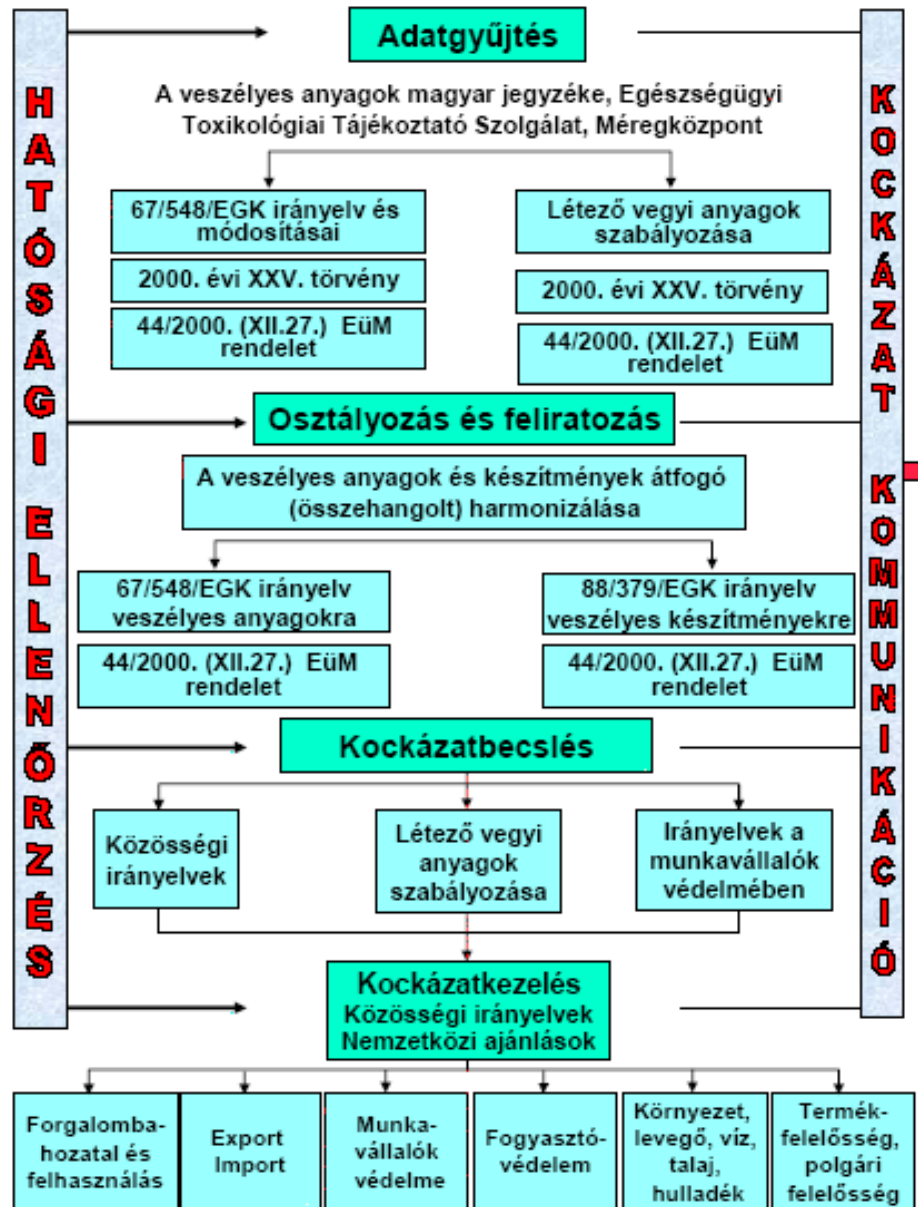 HATÓSÁGI ELLENŐRZÉS
KOCKÁZAT KOMMUNIKÁCIÓ
Adatgyűjtés
A veszélyes anyagok magyar jegyzéke, Egészségügyi
Toxikológiai Tájékoztató Szolgálat, Méregközpont
67/548/EGK irányelv és
módosításai
2000. évi XXV. törvény
44/2000. (XII.27.) EüM
rendelet
Létező vegyi anyagok
szabályozása
2000. évi XXV. törvény
44/2000. (XII.27.) EüM
rendelet
Osztályozás és feliratozás
A veszélyes anyagok és készítmények átfogó
(összehangolt) harmonizálása
67/548/EGK irányelv
veszélyes anyagokra
44/2000. (XII.27.) EüM
rendelet
88/379/EGK irányelv
veszélyes készítményekre
44/2000. (XII.27.) EüM
rendelet
Kockázatbecslés
Közösségi
irányelvek
Létező vegyi
anyagok
szabályozása
Irányelvek a
munkavállalók
védelmében
Kockázatkezelés
Közösségi irányelvek
Nemzetközi ajánlások
Forgalomba-
hozatal és
felhasználás
Export
Import
Munka-
vállalók
védelme
Fogyasztó-
védelem
Környezet,
levegő, víz,
talaj,
hulladék
Termék-
felelősség,
polgári
felelősség